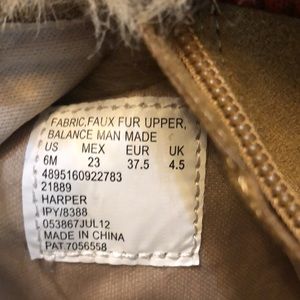 FABRIC,FAUX FUR UPPER,
BALANCE MAN MADE
US MEX EUR UK
6M 23 37.5 4.5
4895160922783
21889
HARPER
IPY/8388
053867JUL12
MADE IN CHINA
PAT.7056558